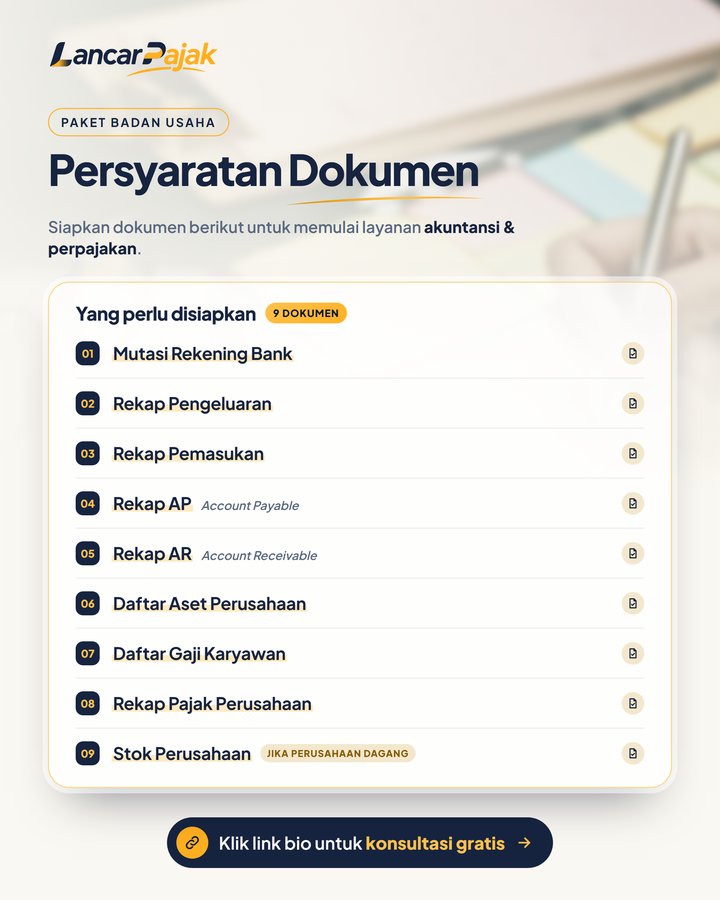 LancarPajak
PAKET BADAN USAHA
Persyaratan Dokumen
Siapkan dokumen berikut untuk memulai layanan akuntansi &
perpajakan.
Yang perlu disiapkan 9 DOKUMEN
01 Mutasi Rekening Bank
02 Rekap Pengeluaran
03 Rekap Pemasukan
04 Rekap AP Account Payable
05 Rekap AR Account Receivable
06 Daftar Aset Perusahaan
07 Daftar Gaji Karyawan
08 Rekap Pajak Perusahaan
09 Stok Perusahaan JIKA PERUSAHAAN DAGANG
Klik link bio untuk konsultasi gratis →